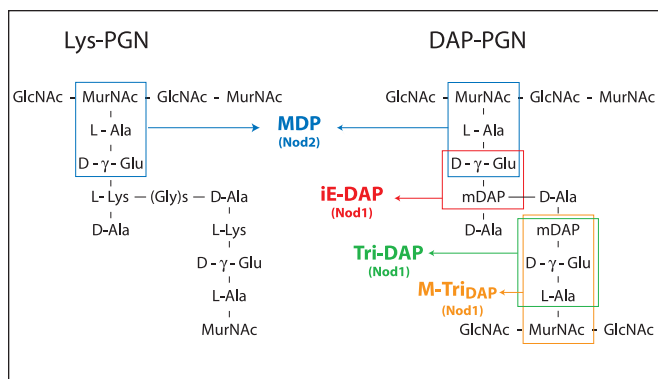 Lys-PGN
DAP-PGN
GlcNAc - MurNAc - GlcNAc - MurNAc
L - Ala
D - γ - Glu
L- Lys — (Gly)s — D-Ala
D-Ala
L-Lys
D - γ - Glu
L-Ala
MurNAc
MDP
(Nod2)
iE-DAP
(Nod1)
Tri-DAP
(Nod1)
M-TriDAP
(Nod1)
GlcNAc - MurNAc - GlcNAc - MurNAc
L - Ala
D - γ - Glu
mDAP — D-Ala
D-Ala
mDAP
D - γ - Glu
L-Ala
GlcNAc - MurNAc - GlcNAc